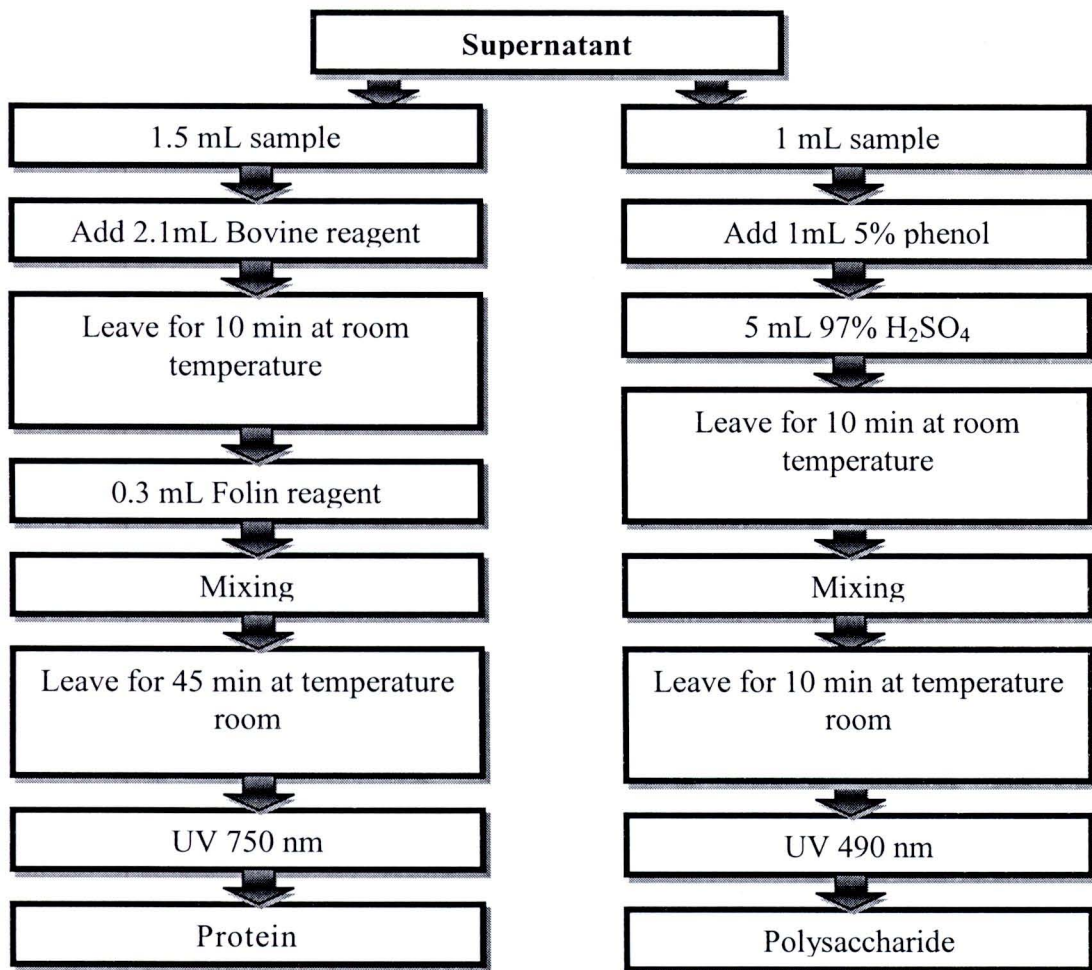 Supernatant
1.5 mL sample
Add 2.1mL Bovine reagent
Leave for 10 min at room
temperature
0.3 mL Folin reagent
Mixing
Leave for 45 min at temperature
room
UV 750 nm
Protein
1 mL sample
Add 1mL 5% phenol
5 mL 97% H₂SO₄
Leave for 10 min at room
temperature
Mixing
Leave for 10 min at temperature
room
UV 490 nm
Polysaccharide